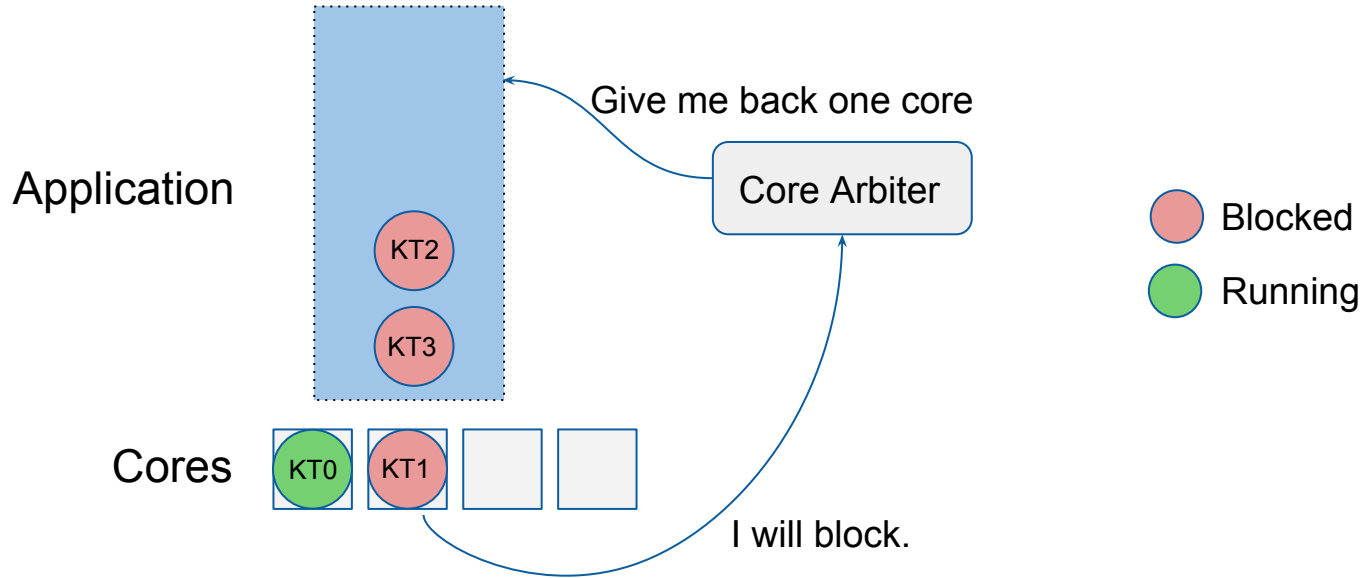 Give me back one core
Application
Core Arbiter
Blocked
KT2
Running
KT3
Cores
KT0
KT1
I will block.